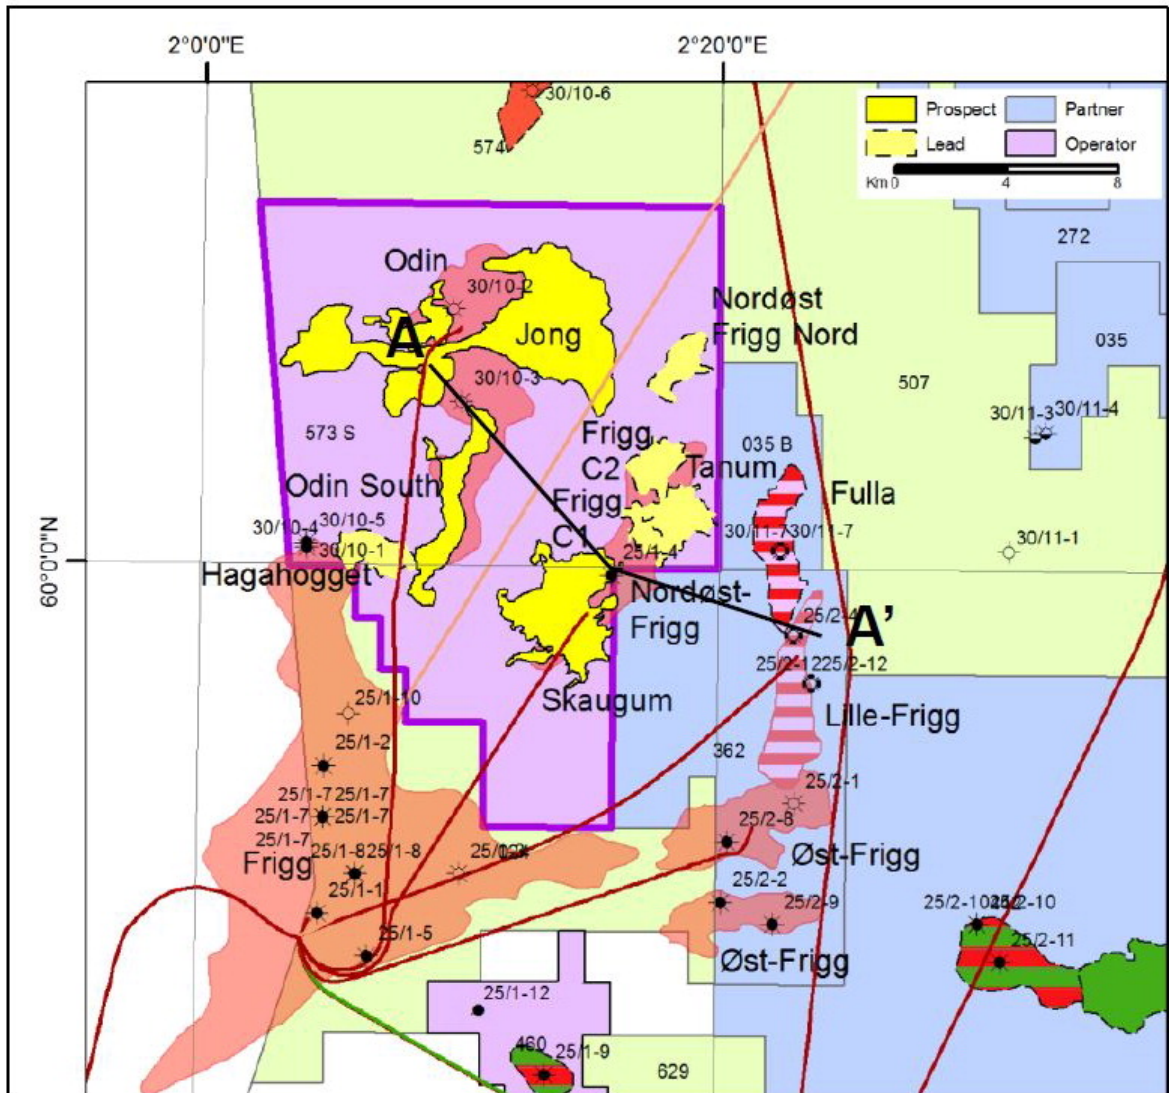 2°0'0"E
2°20'0"E
30/10-6
574
Prospect
Partner
Lead
Operator
Km 0 4 8
272
Odin
30/10-2
Nordøst
Frigg Nord
A
Jong
035
507
30/10-3
30/11-3
30/11-4
573 S
Frigg
C2
035 B
Tanum
Odin South
Fulla
Frigg
C1
30/10-4
30/10-5
30/10-1
30/11-7
30/11-7
30/11-1
25/1-4
60°0'0"N
Hagahogget
Nordøst-
Frigg
25/2-4
A'
25/2-12
25/2-12
25/1-10
Skaugum
Lille-Frigg
25/1-2
362
25/2-1
25/1-7
25/1-7
25/1-7
25/1-7
25/1-7
25/2-8
Frigg
25/1-8
25/1-8
Øst-Frigg
25/1-1
25/2-2
25/2-9
25/2-10
25/2-11
25/1-5
Øst-Frigg
25/1-12
460
25/1-9
629